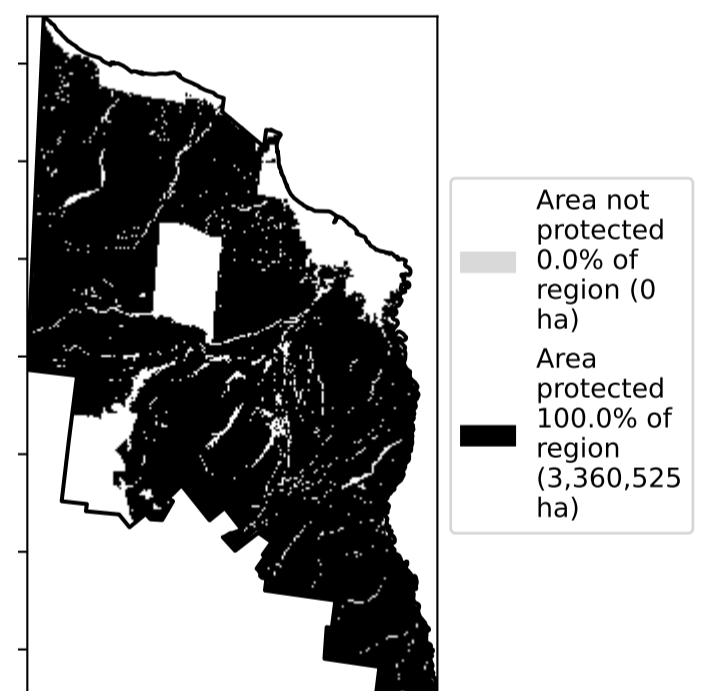 Area not
protected
0.0% of
region (0
ha)
Area
protected
100.0% of
region
(3,360,525
ha)